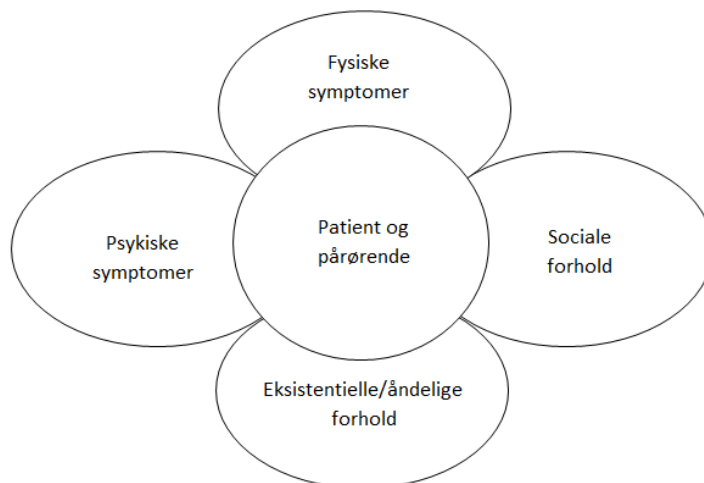 Fysiske
symptomer
Psykiske
symptomer
Patient og
pårørende
Sociale
forhold
Eksistentielle/åndelige
forhold